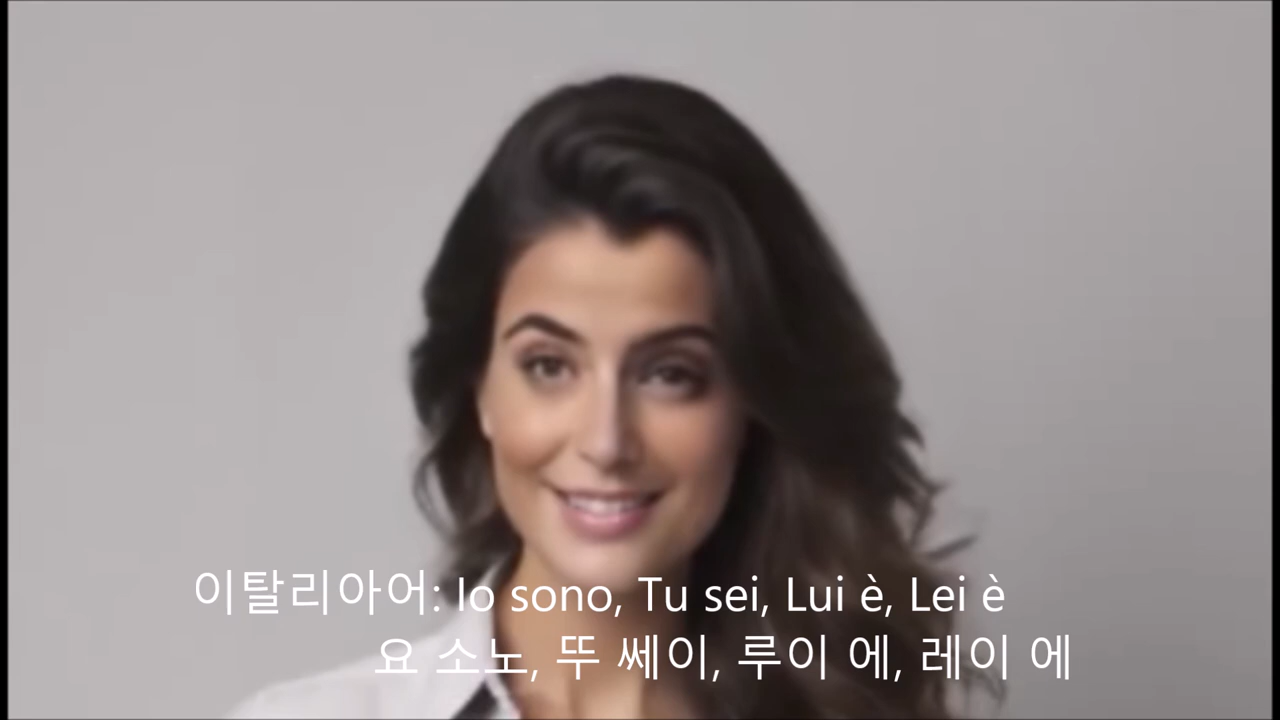 이탈리아어: Io sono, Tu sei, Lui è, Lei è
요 소노, 뚜 쎄이, 루이 에, 레이 에